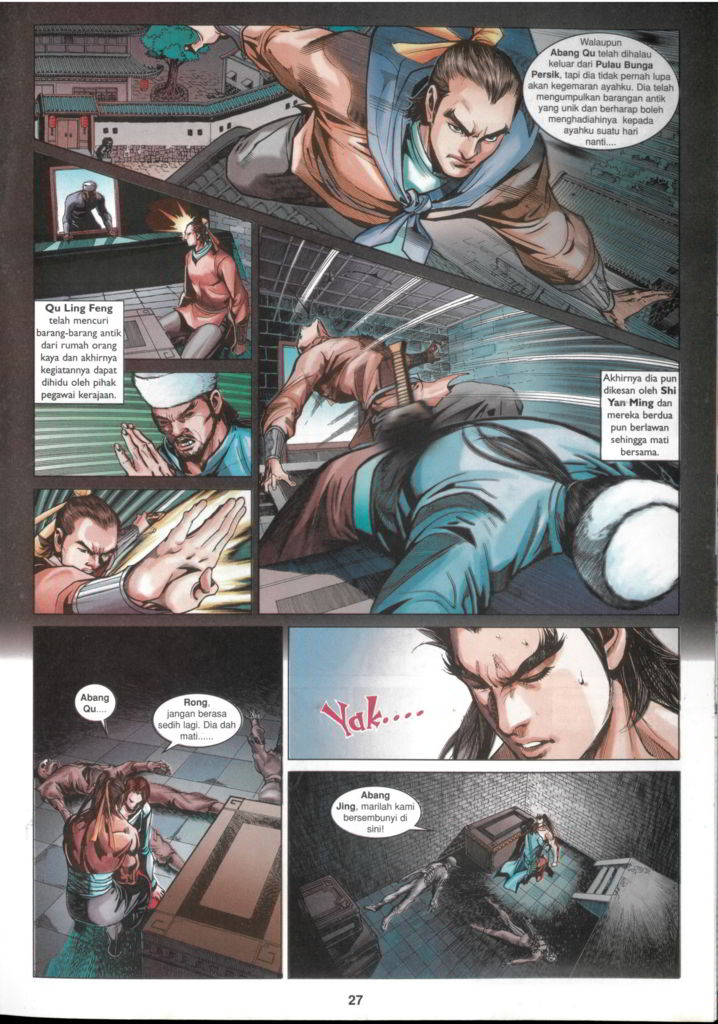 Walaupun
Abang Qu telah dihalau
keluar dari Pulau Bunga
Persik, tapi dia tidak pernah lupa
akan kegemaran ayahku. Dia telah
mengumpulkan barangan antik
yang unik dan berharap boleh
menghadiahinya kepada
ayahku suatu hari
nanti....
Qu Ling Feng
telah mencuri
barang-barang antik
dari rumah orang
kaya dan akhirnya
kegiatannya dapat
dihidu oleh pihak
pegawai kerajaan.
Akhirnya dia pun
dikesan oleh Shi
Yan Ming dan
mereka berdua
pun berlawan
sehingga mati
bersama.
Abang
Qu....
Rong,
jangan berasa
sedih lagi. Dia dah
mati......
Yak....
Abang
Jing, marilah kami
bersembunyi di
sini!
27